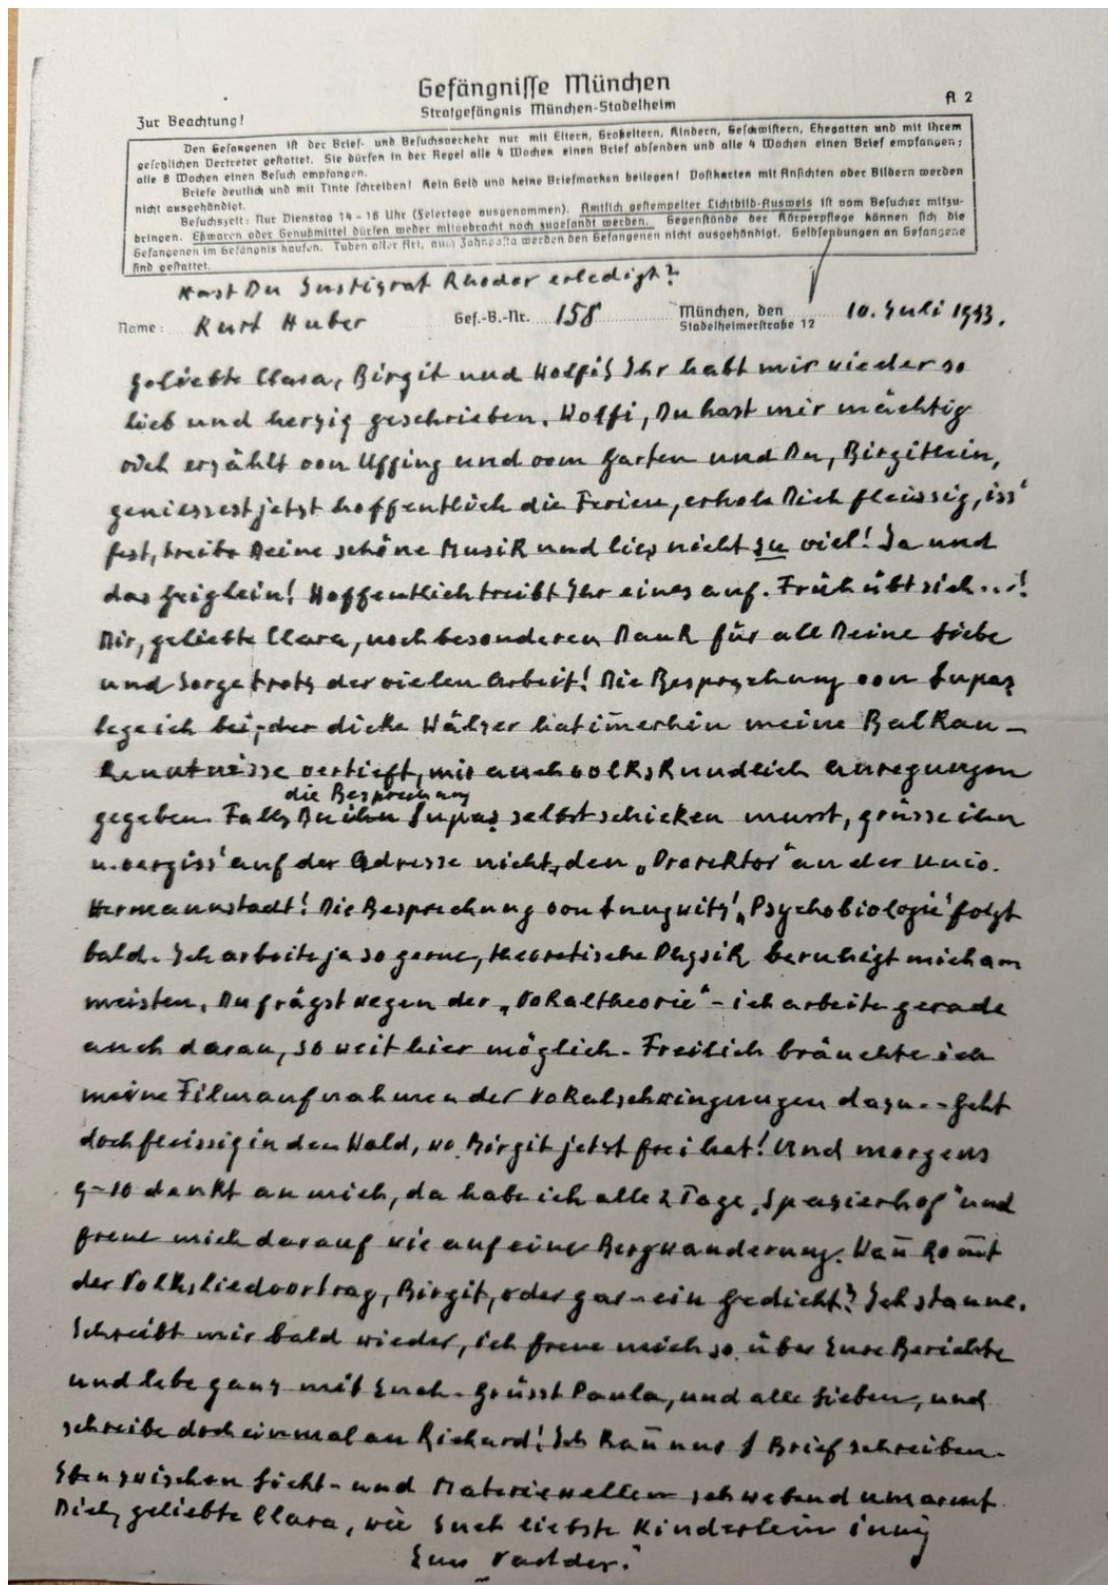 Gefängnisse München
Strafgefängnis München-Stadelheim
A 2
Zur Beachtung!
Den Gefangenen ist der Brief- und Besuchsverkehr nur mit Eltern, Großeltern, Kindern, Geschwistern, Ehegatten und mit ihrem
gesetzlichen Vertreter gestattet. Sie dürfen in der Regel alle 4 Wochen einen Brief absenden und alle 4 Wochen einen Brief empfangen;
alle 8 Wochen einen Besuch empfangen.
Briefe deutlich und mit Tinte schreiben! Kein Geld und keine Briefmarken beilegen! Postkarten mit Ansichten oder Bildern werden
nicht ausgehändigt.
Besuchszeit: Nur Dienstag 14–16 Uhr (Feiertage ausgenommen). Amtlich gestempelter Lichtbild-Ausweis ist vom Besucher mitzu-
bringen. Eßwaren oder Genußmittel dürfen weder mitgebracht noch zugesandt werden. Gegenstände der Körperpflege können sich die
Gefangenen im Gefängnis kaufen. Tuben aller Art, auch Zahnpasta werden den Gefangenen nicht ausgehändigt. Geldsendungen an Gefangene
sind gestattet.
Hast Du Justizrat Rhoder erledigt?
Name: Kurt Huber Gef.-B.-Nr. 158 München, den 10. Juli 1943.
Stadelheimerstraße 12
Geliebte Clara, Birgit und Wolfi! Ihr habt mir wieder so
lieb und herzig geschrieben. Wolfi, Du hast mir mächtig
viel erzählt von Uffing und vom Garten und Du, Birgitlein,
geniessest jetzt hoffentlich die Ferien, erhole Dich fleissig, iss'
fest, treibe Deine schöne Musik und lies nicht zu viel! Ja und
das Geiglein! Hoffentlich treibt Ihr eines auf. Früh übt sich...!
Dir, geliebte Clara, noch besonderen Dank für all Deine Liebe
und Sorge trotz der vielen Arbeit! Die Besprechung von Lupaș
lege ich bei, der dicke Wälzer hat im̄erhin meine Balkan-
kenntnisse vertieft, mir auch volkskundlich Anregungen
gegeben. Falls Du ihn die Besprechung Lupaș selbst schicken musst, grüsse ihn
u. vergiss' auf der Adresse nicht, den „Prorektor" an der Univ.
Hermannstadt! Die Besprechung von „Psychobiologie" folgt
bald. Ich arbeite ja so gerne, theoretische Physik beruhigt mich am
meisten. Du frägst wegen der „Vokaltheorie" – ich arbeite gerade
auch daran, so weit hier möglich. Freilich bräuchte ich
meine Filmaufnahmen der Vokalschwingungen dazu. – Geht
doch fleissig in den Wald, wo Birgit jetzt frei hat! Und morgens
9–10 denkt an mich, da habe ich alle 2 Tage „Spazierhof" und
freue mich darauf wie auf eine Bergwanderung. Wan̄ kom̄t
der Volksliedvortrag, Birgit, oder gar – ein Gedicht? Ich staune.
Schreibt mir bald wieder, ich freue mich so über Eure Berichte
und lebe ganz mit Euch. Grüsst Paula, und alle Lieben, und
schreibe doch einmal an Richard! Ich kan̄ nur 1 Brief schreiben.
Eben zwischen Licht- und Materiewellen schwebend umarmt
Dich, geliebte Clara, wie Euch liebste Kinderlein innig
Euer „Vadder."